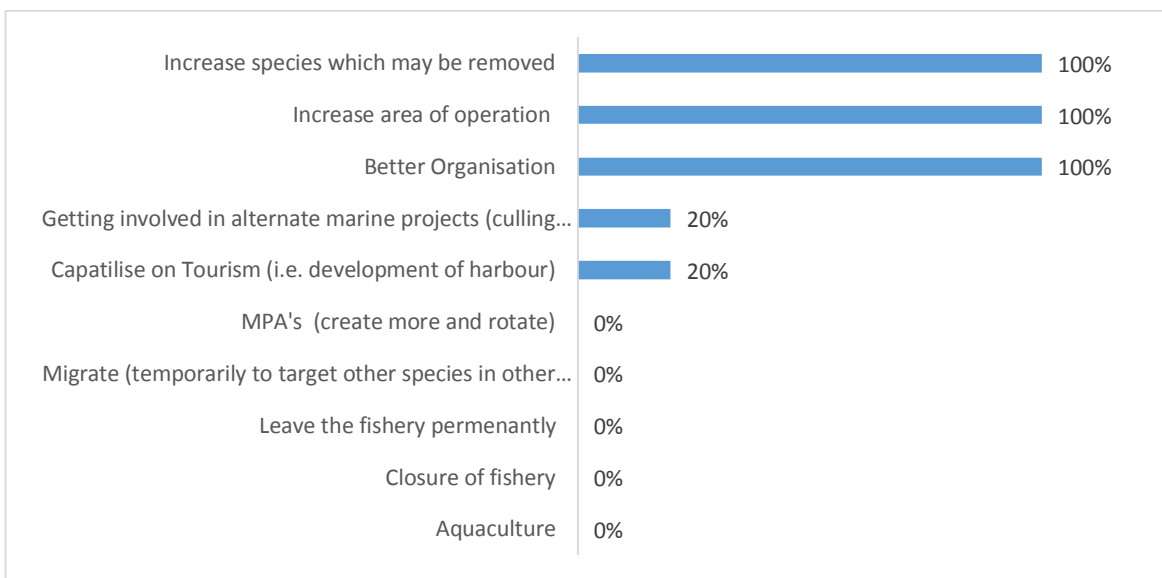 Increase species which may be removed 100%
Increase area of operation 100%
Better Organisation 100%
Getting involved in alternate marine projects (culling... 20%
Capatilise on Tourism (i.e. development of harbour) 20%
MPA's (create more and rotate) 0%
Migrate (temporarily to target other species in other... 0%
Leave the fishery permenantly 0%
Closure of fishery 0%
Aquaculture 0%